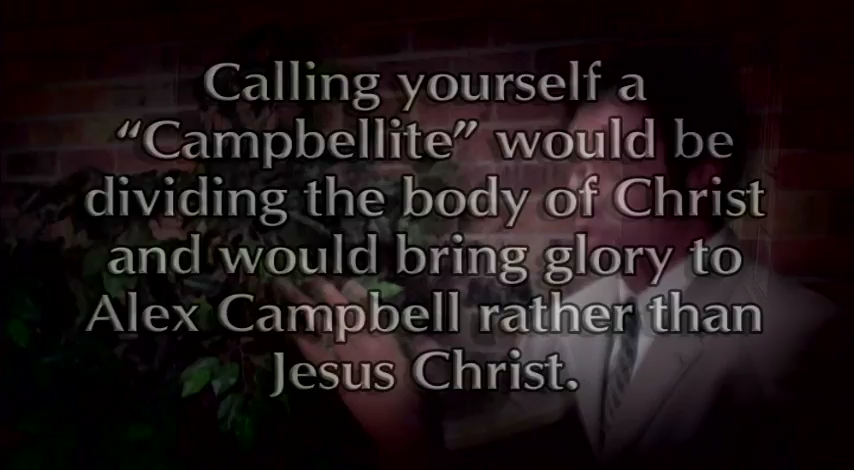 Calling yourself a
“Campbellite” would be
dividing the body of Christ
and would bring glory to
Alex Campbell rather than
Jesus Christ.